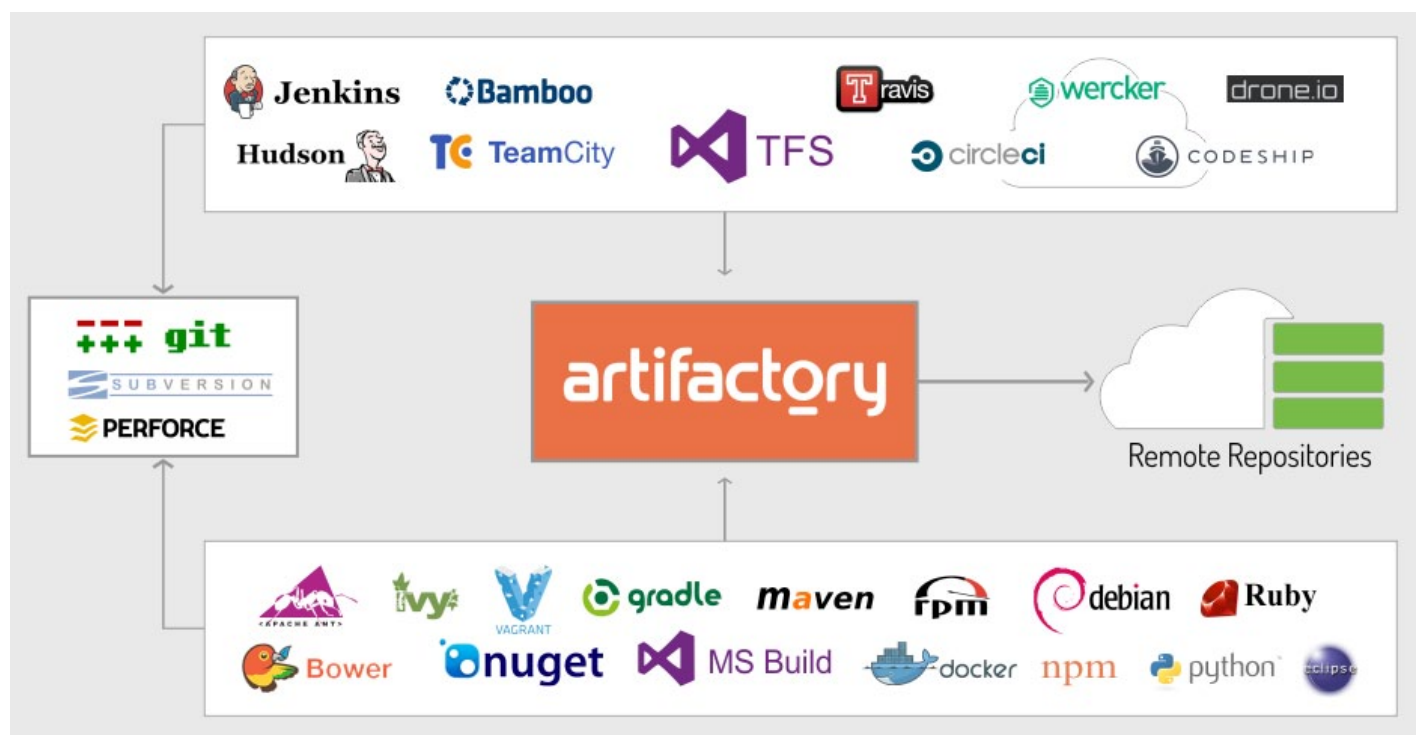 Jenkins
Bamboo
Travis
wercker
drone.io
Hudson
TC TeamCity
TFS
circleci
CODESHIP
git
SUBVERSION
PERFORCE
artifactory
Remote Repositories
<APACHE ANT>
ivy
VAGRANT
gradle
maven
rpm
debian
Ruby
Bower
nuget
MS Build
docker
npm
python
eclipse